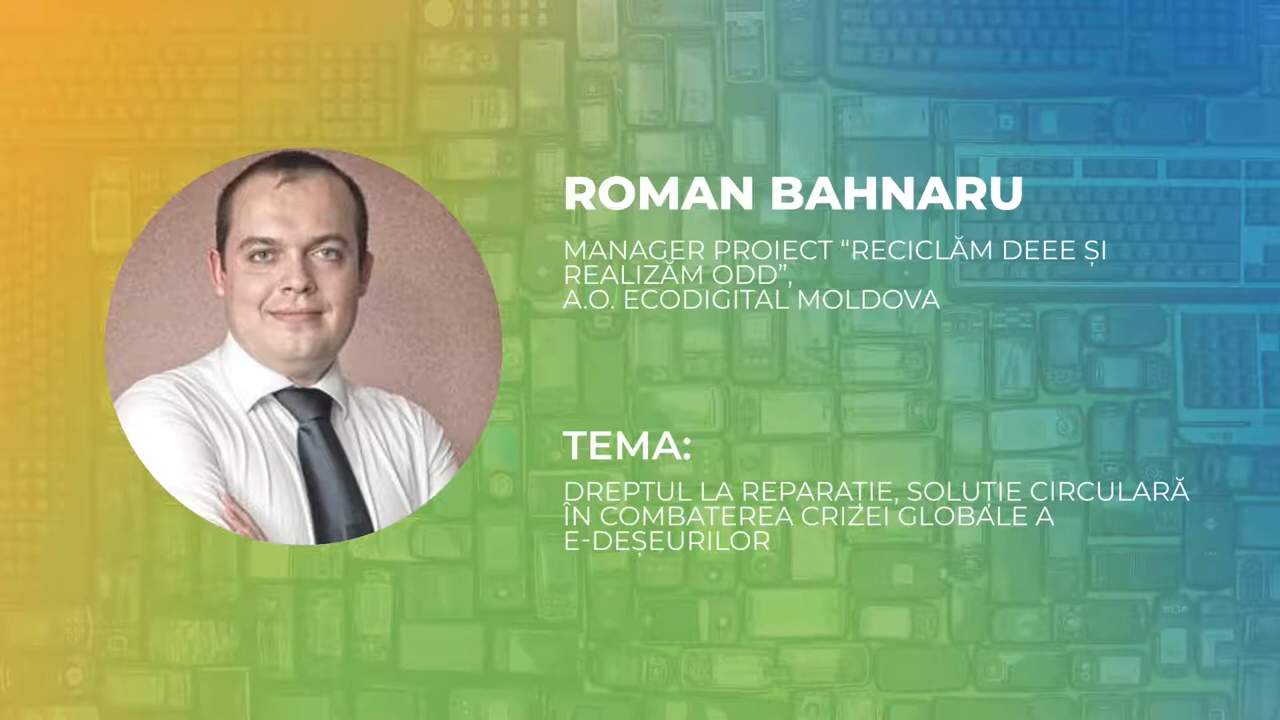 ROMAN BAHNARU
MANAGER PROIECT “RECICLĂM DEEE ȘI
REALIZĂM ODD”,
A.O. ECODIGITAL MOLDOVA
TEMA:
DREPTUL LA REPARAȚIE, SOLUȚIE CIRCULARĂ
ÎN COMBATEREA CRIZEI GLOBALE A
E-DEȘEURILOR